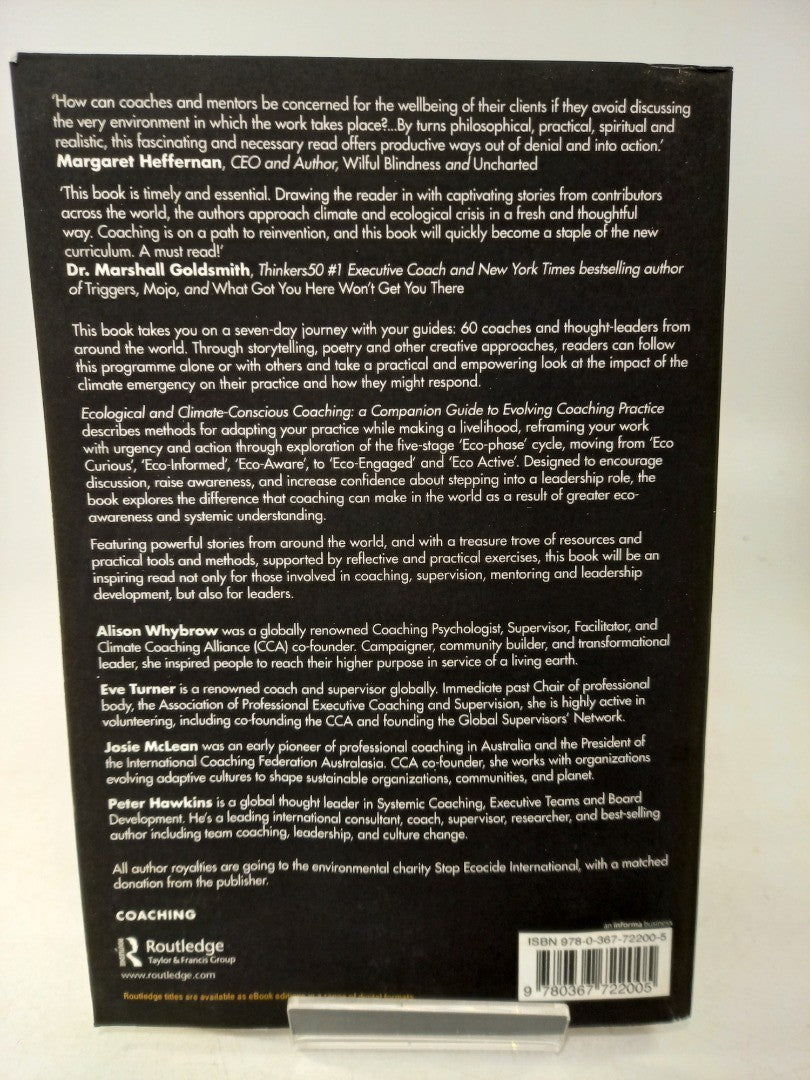 'How can coaches and mentors be concerned for the wellbeing of their clients if they avoid discussing
the very environment in which the work takes place?...By turns philosophical, practical, spiritual and
realistic, this fascinating and necessary read offers productive ways out of denial and into action.'
Margaret Heffernan, CEO and Author, Wilful Blindness and Uncharted
'This book is timely and essential. Drawing the reader in with captivating stories from contributors
across the world, the authors approach climate and ecological crisis in a fresh and thoughtful
way. Coaching is on a path to reinvention, and this book will quickly become a staple of the new
curriculum. A must read!'
Dr. Marshall Goldsmith, Thinkers50 #1 Executive Coach and New York Times bestselling author
of Triggers, Mojo, and What Got You Here Won't Get You There
This book takes you on a seven-day journey with your guides: 60 coaches and thought-leaders from
around the world. Through storytelling, poetry and other creative approaches, readers can follow
this programme alone or with others and take a practical and empowering look at the impact of the
climate emergency on their practice and how they might respond.
Ecological and Climate-Conscious Coaching: a Companion Guide to Evolving Coaching Practice
describes methods for adapting your practice while making a livelihood, reframing your work
with urgency and action through exploration of the five-stage 'Eco-phase' cycle, moving from 'Eco
Curious', 'Eco-Informed', 'Eco-Aware', to 'Eco-Engaged' and 'Eco Active'. Designed to encourage
discussion, raise awareness, and increase confidence about stepping into a leadership role, the
book explores the difference that coaching can make in the world as a result of greater eco-
awareness and systemic understanding.
Featuring powerful stories from around the world, and with a treasure trove of resources and
practical tools and methods, supported by reflective and practical exercises, this book will be an
inspiring read not only for those involved in coaching, supervision, mentoring and leadership
development, but also for leaders.
Alison Whybrow was a globally renowned Coaching Psychologist, Supervisor, Facilitator, and
Climate Coaching Alliance (CCA) co-founder. Campaigner, community builder, and transformational
leader, she inspired people to reach their higher purpose in service of a living earth.
Eve Turner is a renowned coach and supervisor globally. Immediate past Chair of professional
body, the Association of Professional Executive Coaching and Supervision, she is highly active in
volunteering, including co-founding the CCA and founding the Global Supervisors' Network.
Josie McLean was an early pioneer of professional coaching in Australia and the President of
the International Coaching Federation Australasia. CCA co-founder, she works with organizations
evolving adaptive cultures to shape sustainable organizations, communities, and planet.
Peter Hawkins is a global thought leader in Systemic Coaching, Executive Teams and Board
Development. He's a leading international consultant, coach, supervisor, researcher, and best-selling
author including team coaching, leadership, and culture change.
All author royalties are going to the environmental charity Stop Ecocide International, with a matched
donation from the publisher.
COACHING
an informa business
Routledge
Taylor & Francis Group
www.routledge.com
ISBN 978-0-367-72200-5
9 780367 722005
Routledge titles are available as eBook editions in a range of digital formats